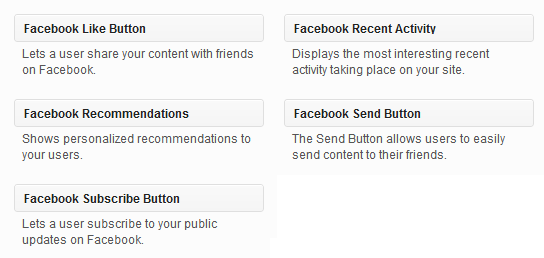 Facebook Like Button
Lets a user share your content with friends
on Facebook.
Facebook Recent Activity
Displays the most interesting recent
activity taking place on your site.
Facebook Recommendations
Shows personalized recommendations to
your users.
Facebook Send Button
The Send Button allows users to easily
send content to their friends.
Facebook Subscribe Button
Lets a user subscribe to your public
updates on Facebook.